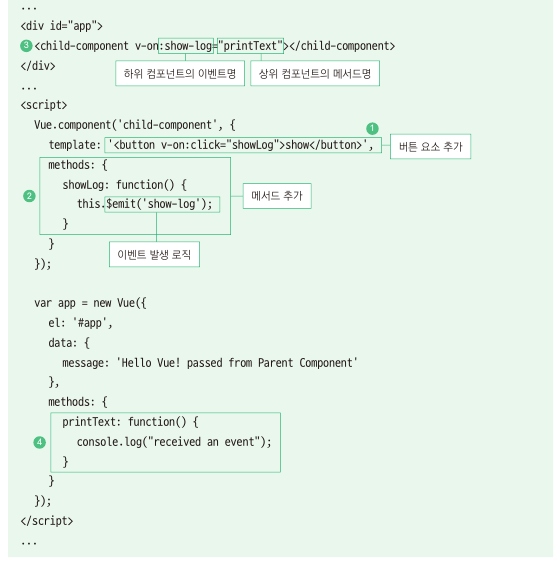 ...
<div id="app">
3 <child-component v-on:show-log="printText"></child-component>
</div>
하위 컴포넌트의 이벤트명
상위 컴포넌트의 메서드명
...
<script>
Vue.component('child-component', {
1
template: '<button v-on:click="showLog">show</button>',
버튼 요소 추가
methods: {
2
showLog: function() {
메서드 추가
this.$emit('show-log');
}
이벤트 발생 로직
}
});
var app = new Vue({
el: '#app',
data: {
message: 'Hello Vue! passed from Parent Component'
},
methods: {
printText: function() {
4
console.log("received an event");
}
}
});
</script>
...